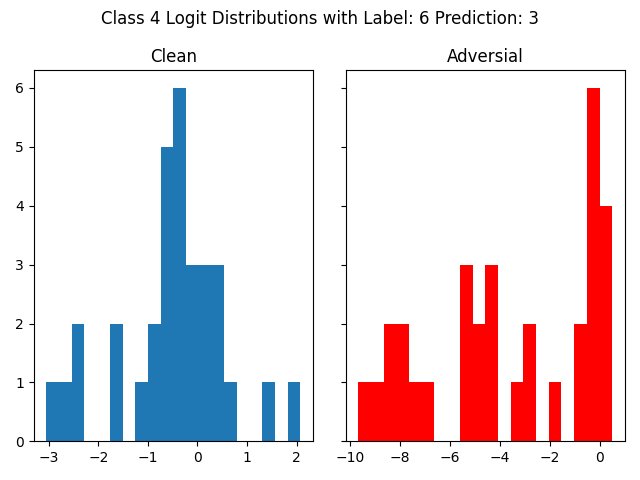 Class 4 Logit Distributions with Label: 6 Prediction: 3
Clean
Adversial
6
5
4
3
2
1
0
−3 −2 −1 0 1 2
−10 −8 −6 −4 −2 0